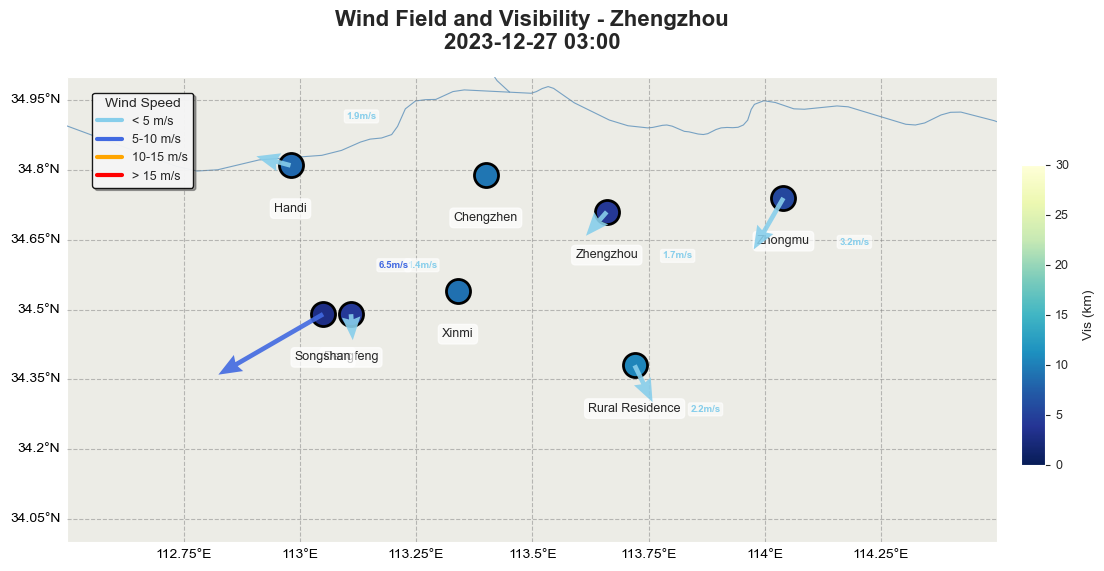 Wind Field and Visibility - Zhengzhou
2023-12-27 03:00
34.95°N
34.8°N
34.65°N
34.5°N
34.35°N
34.2°N
34.05°N
Wind Speed
< 5 m/s
5-10 m/s
10-15 m/s
> 15 m/s
1.9m/s
Handi
Chengzhen
Zhengzhou
1.7m/s
3.2m/s
6.5m/s
Xinmi
Songshan
Rural Residence
2.2m/s
112.75°E
113°E
113.25°E
113.5°E
113.75°E
114°E
114.25°E
30
25
20
15
10
5
0
Vis (km)